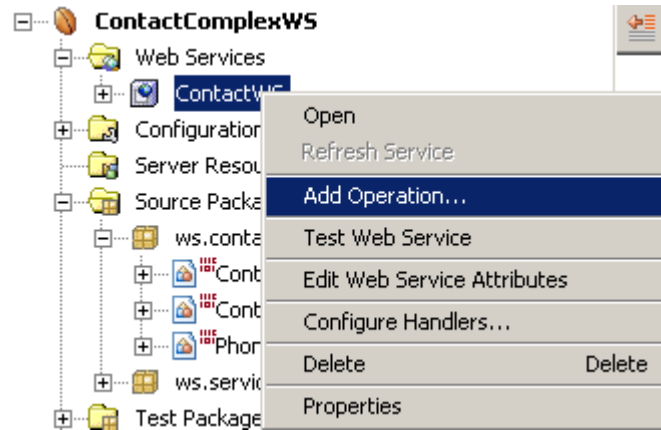 ContactComplexWS
Web Services
ContactWS
Configuration
Server Resou
Source Packa
ws.conta
Cont
Cont
Phor
ws.servic
Test Package
Open
Refresh Service
Add Operation...
Test Web Service
Edit Web Service Attributes
Configure Handlers...
Delete Delete
Properties